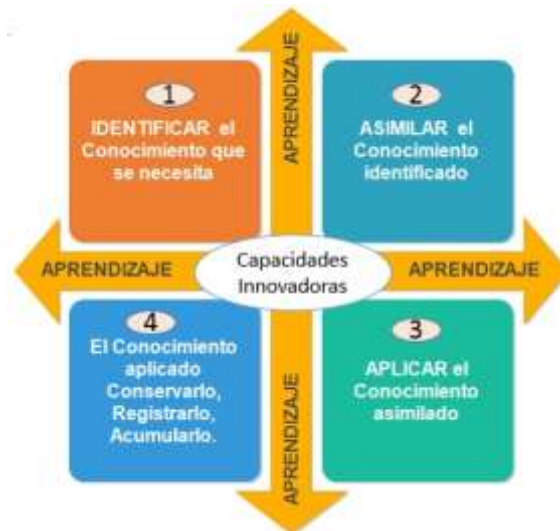 1
IDENTIFICAR el
Conocimiento que
se necesita
APRENDIZAJE
2
ASIMILAR el
Conocimiento
identificado
APRENDIZAJE
Capacidades
Innovadoras
APRENDIZAJE
4
El Conocimiento
aplicado
Conservarlo,
Registrarlo,
Acumularlo.
APRENDIZAJE
3
APLICAR el
Conocimiento
asimilado